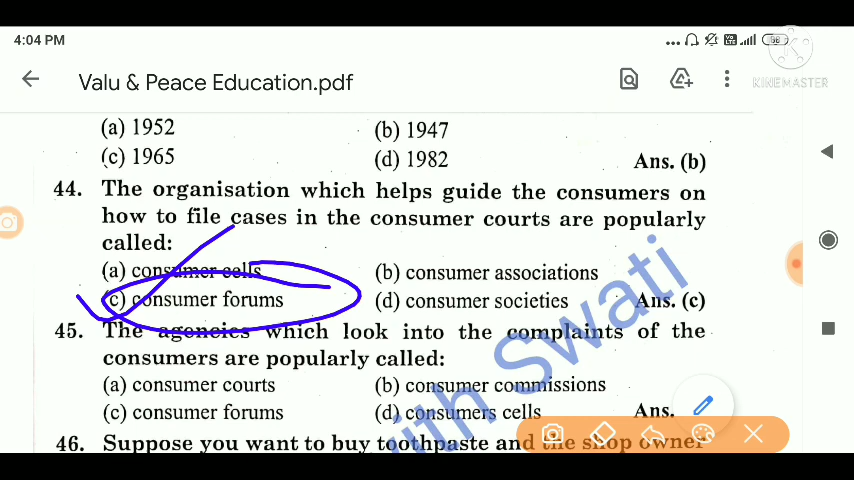 4:04 PM
Valu & Peace Education.pdf
KINEMASTER
(a) 1952 (b) 1947
(c) 1965 (d) 1982 Ans. (b)
44. The organisation which helps guide the consumers on
how to file cases in the consumer courts are popularly
called:
(a) consumer cells (b) consumer associations
(c) consumer forums (d) consumer societies Ans. (c)
45. The agencies which look into the complaints of the
consumers are popularly called:
(a) consumer courts (b) consumer commissions
(c) consumer forums (d) consumers cells Ans.
46. Suppose you want to buy toothpaste and the shop owner
with Swati